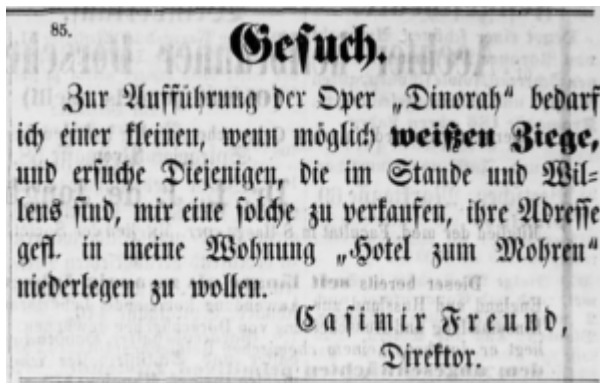 85.
Gesuch.
Zur Aufführung der Oper „Dinorah“ bedarf
ich einer kleinen, wenn möglich weißen Ziege,
und ersuche Diejenigen, die im Stande und Wil-
lens sind, mir eine solche zu verkaufen, ihre Adresse
gefl. in meine Wohnung „Hotel zum Mohren“
niederlegen zu wollen.
Casimir Freund,
Direktor.